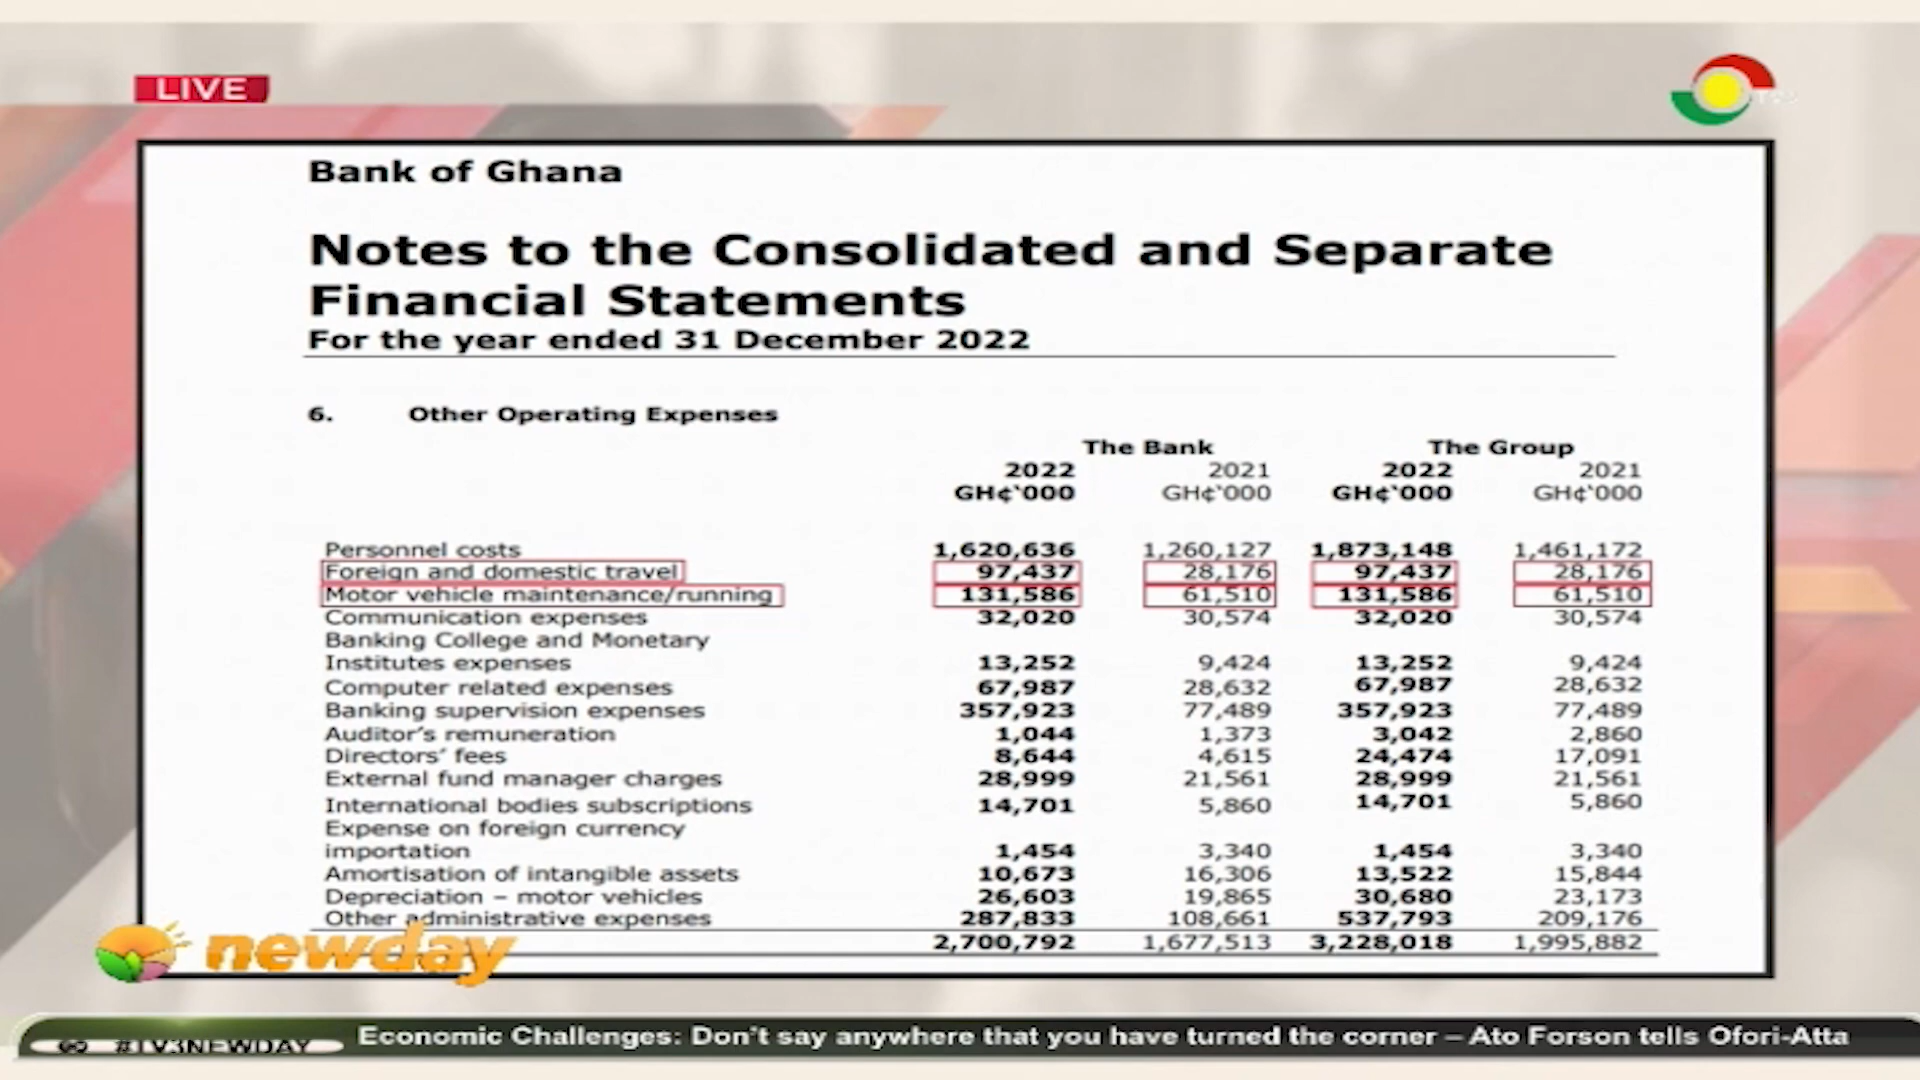 LIVE
Bank of Ghana
Notes to the Consolidated and Separate
Financial Statements
For the year ended 31 December 2022
6. Other Operating Expenses
The Bank The Group
2022 2021 2022 2021
GH¢‘000 GH¢‘000 GH¢‘000 GH¢‘000
Personnel costs 1,620,636 1,260,127 1,873,148 1,461,172
Foreign and domestic travel 97,437 28,176 97,437 28,176
Motor vehicle maintenance/running 131,586 61,510 131,586 61,510
Communication expenses 32,020 30,574 32,020 30,574
Banking College and Monetary
Institutes expenses 13,252 9,424 13,252 9,424
Computer related expenses 67,987 28,632 67,987 28,632
Banking supervision expenses 357,923 77,489 357,923 77,489
Auditor’s remuneration 1,044 1,373 3,042 2,860
Directors’ fees 8,644 4,615 24,474 17,091
External fund manager charges 28,999 21,561 28,999 21,561
International bodies subscriptions 14,701 5,860 14,701 5,860
Expense on foreign currency
importation 1,454 3,340 1,454 3,340
Amortisation of intangible assets 10,673 16,306 13,522 15,844
Depreciation – motor vehicles 26,603 19,865 30,680 23,173
Other administrative expenses 287,833 108,661 537,793 209,176
2,700,792 1,677,513 3,228,018 1,995,882
newday
#TV3NEWDAY
Economic Challenges: Don’t say anywhere that you have turned the corner – Ato Forson tells Ofori-Atta